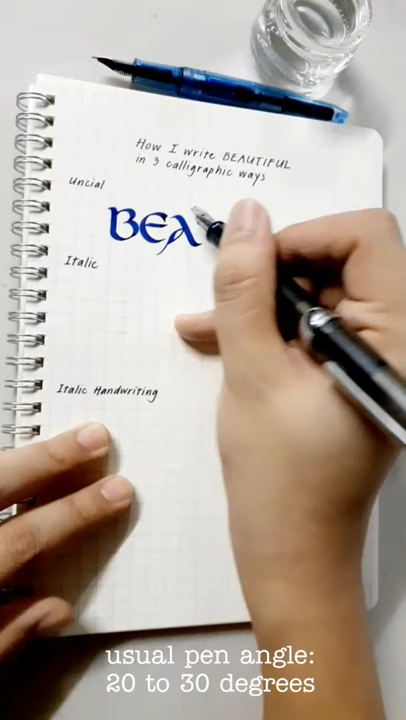 How I write BEAUTIFUL
in 3 calligraphic ways
Uncial
BEA
Italic
Italic Handwriting
usual pen angle:
20 to 30 degrees